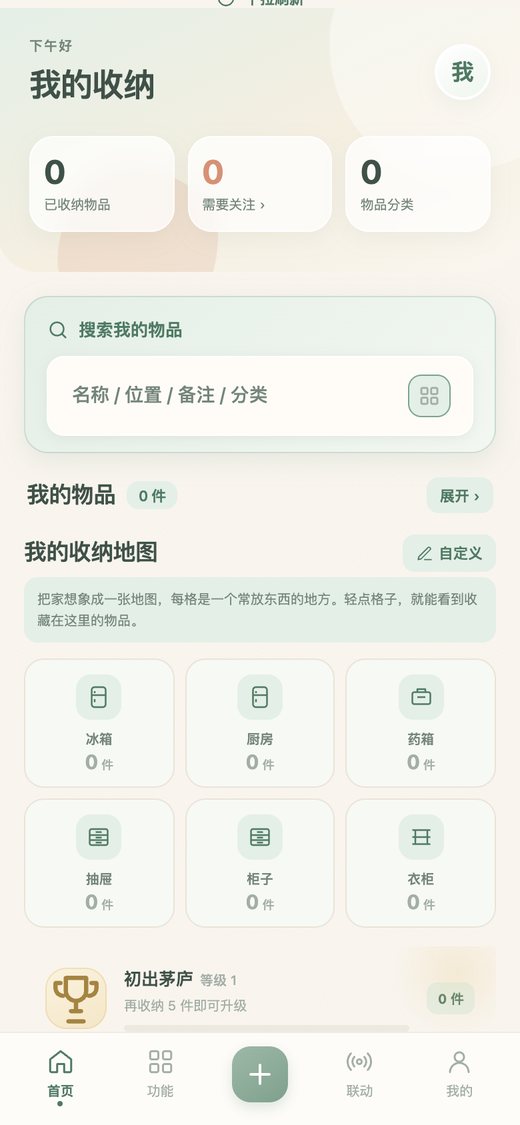 下拉刷新
下午好
我的收纳
我
0
已收纳物品
0
需要关注 ›
0
物品分类
搜索我的物品
名称 / 位置 / 备注 / 分类
我的物品 0 件
展开 ›
我的收纳地图
自定义
把家想象成一张地图，每格是一个常放东西的地方。轻点格子，就能看到收
藏在这里的物品。
冰箱
0 件
厨房
0 件
药箱
0 件
抽屉
0 件
柜子
0 件
衣柜
0 件
初出茅庐 等级 1
再收纳 5 件即可升级
0 件
首页
功能
联动
我的